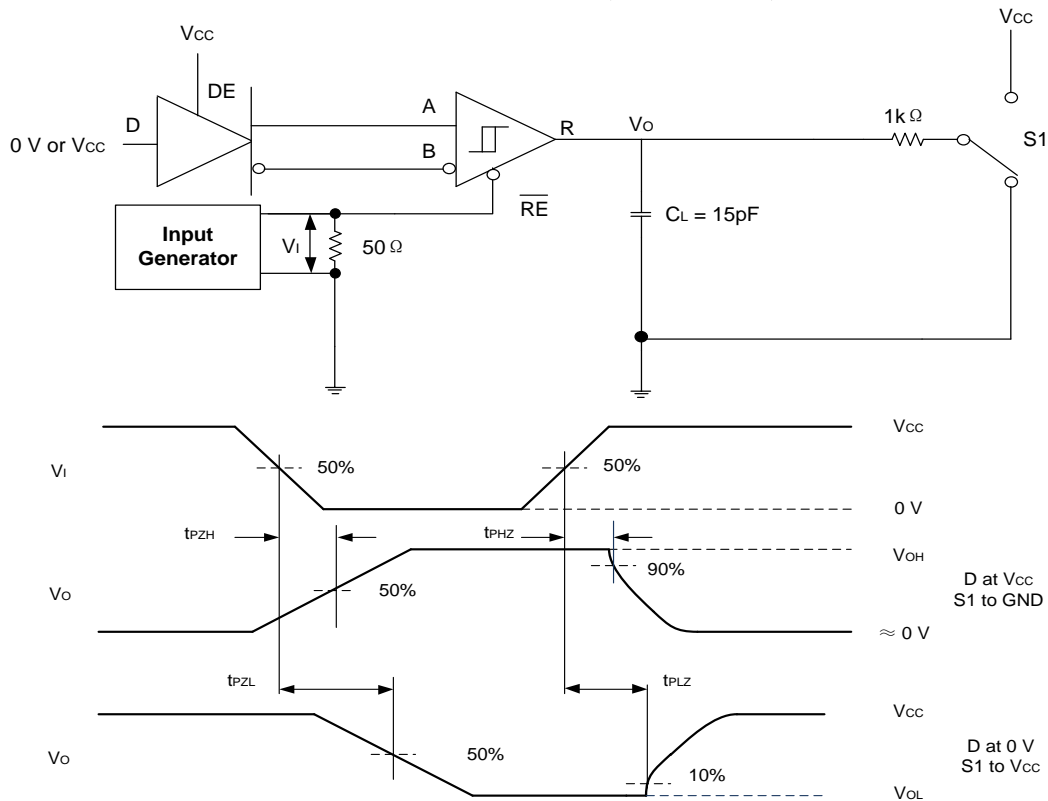 VCC
VCC
DE
D
0 V or VCC
A
B
R
VO
1k Ω
S1
RE
CL = 15pF
Input
Generator
VI
50 Ω
VI
50%
50%
VCC
0 V
tPZH
tPHZ
VO
50%
90%
VOH
≈ 0 V
D at VCC
S1 to GND
tPZL
tPLZ
VO
50%
10%
VCC
VOL
D at 0 V
S1 to VCC